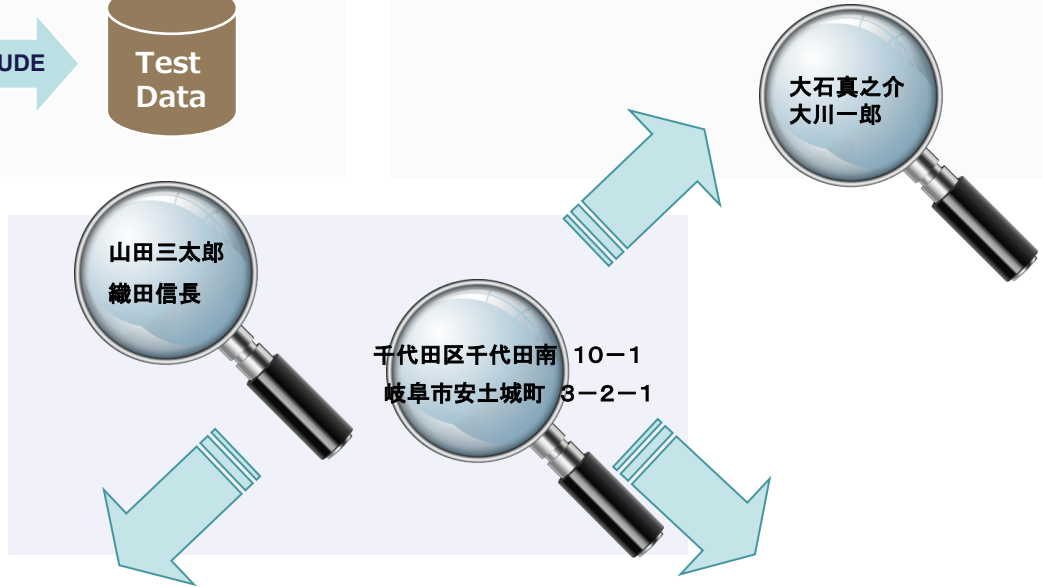 UDE
Test
Data
大石真之介
大川一郎
山田三太郎
織田信長
千代田区千代田南 10－1
岐阜市安土城町 3－2－1